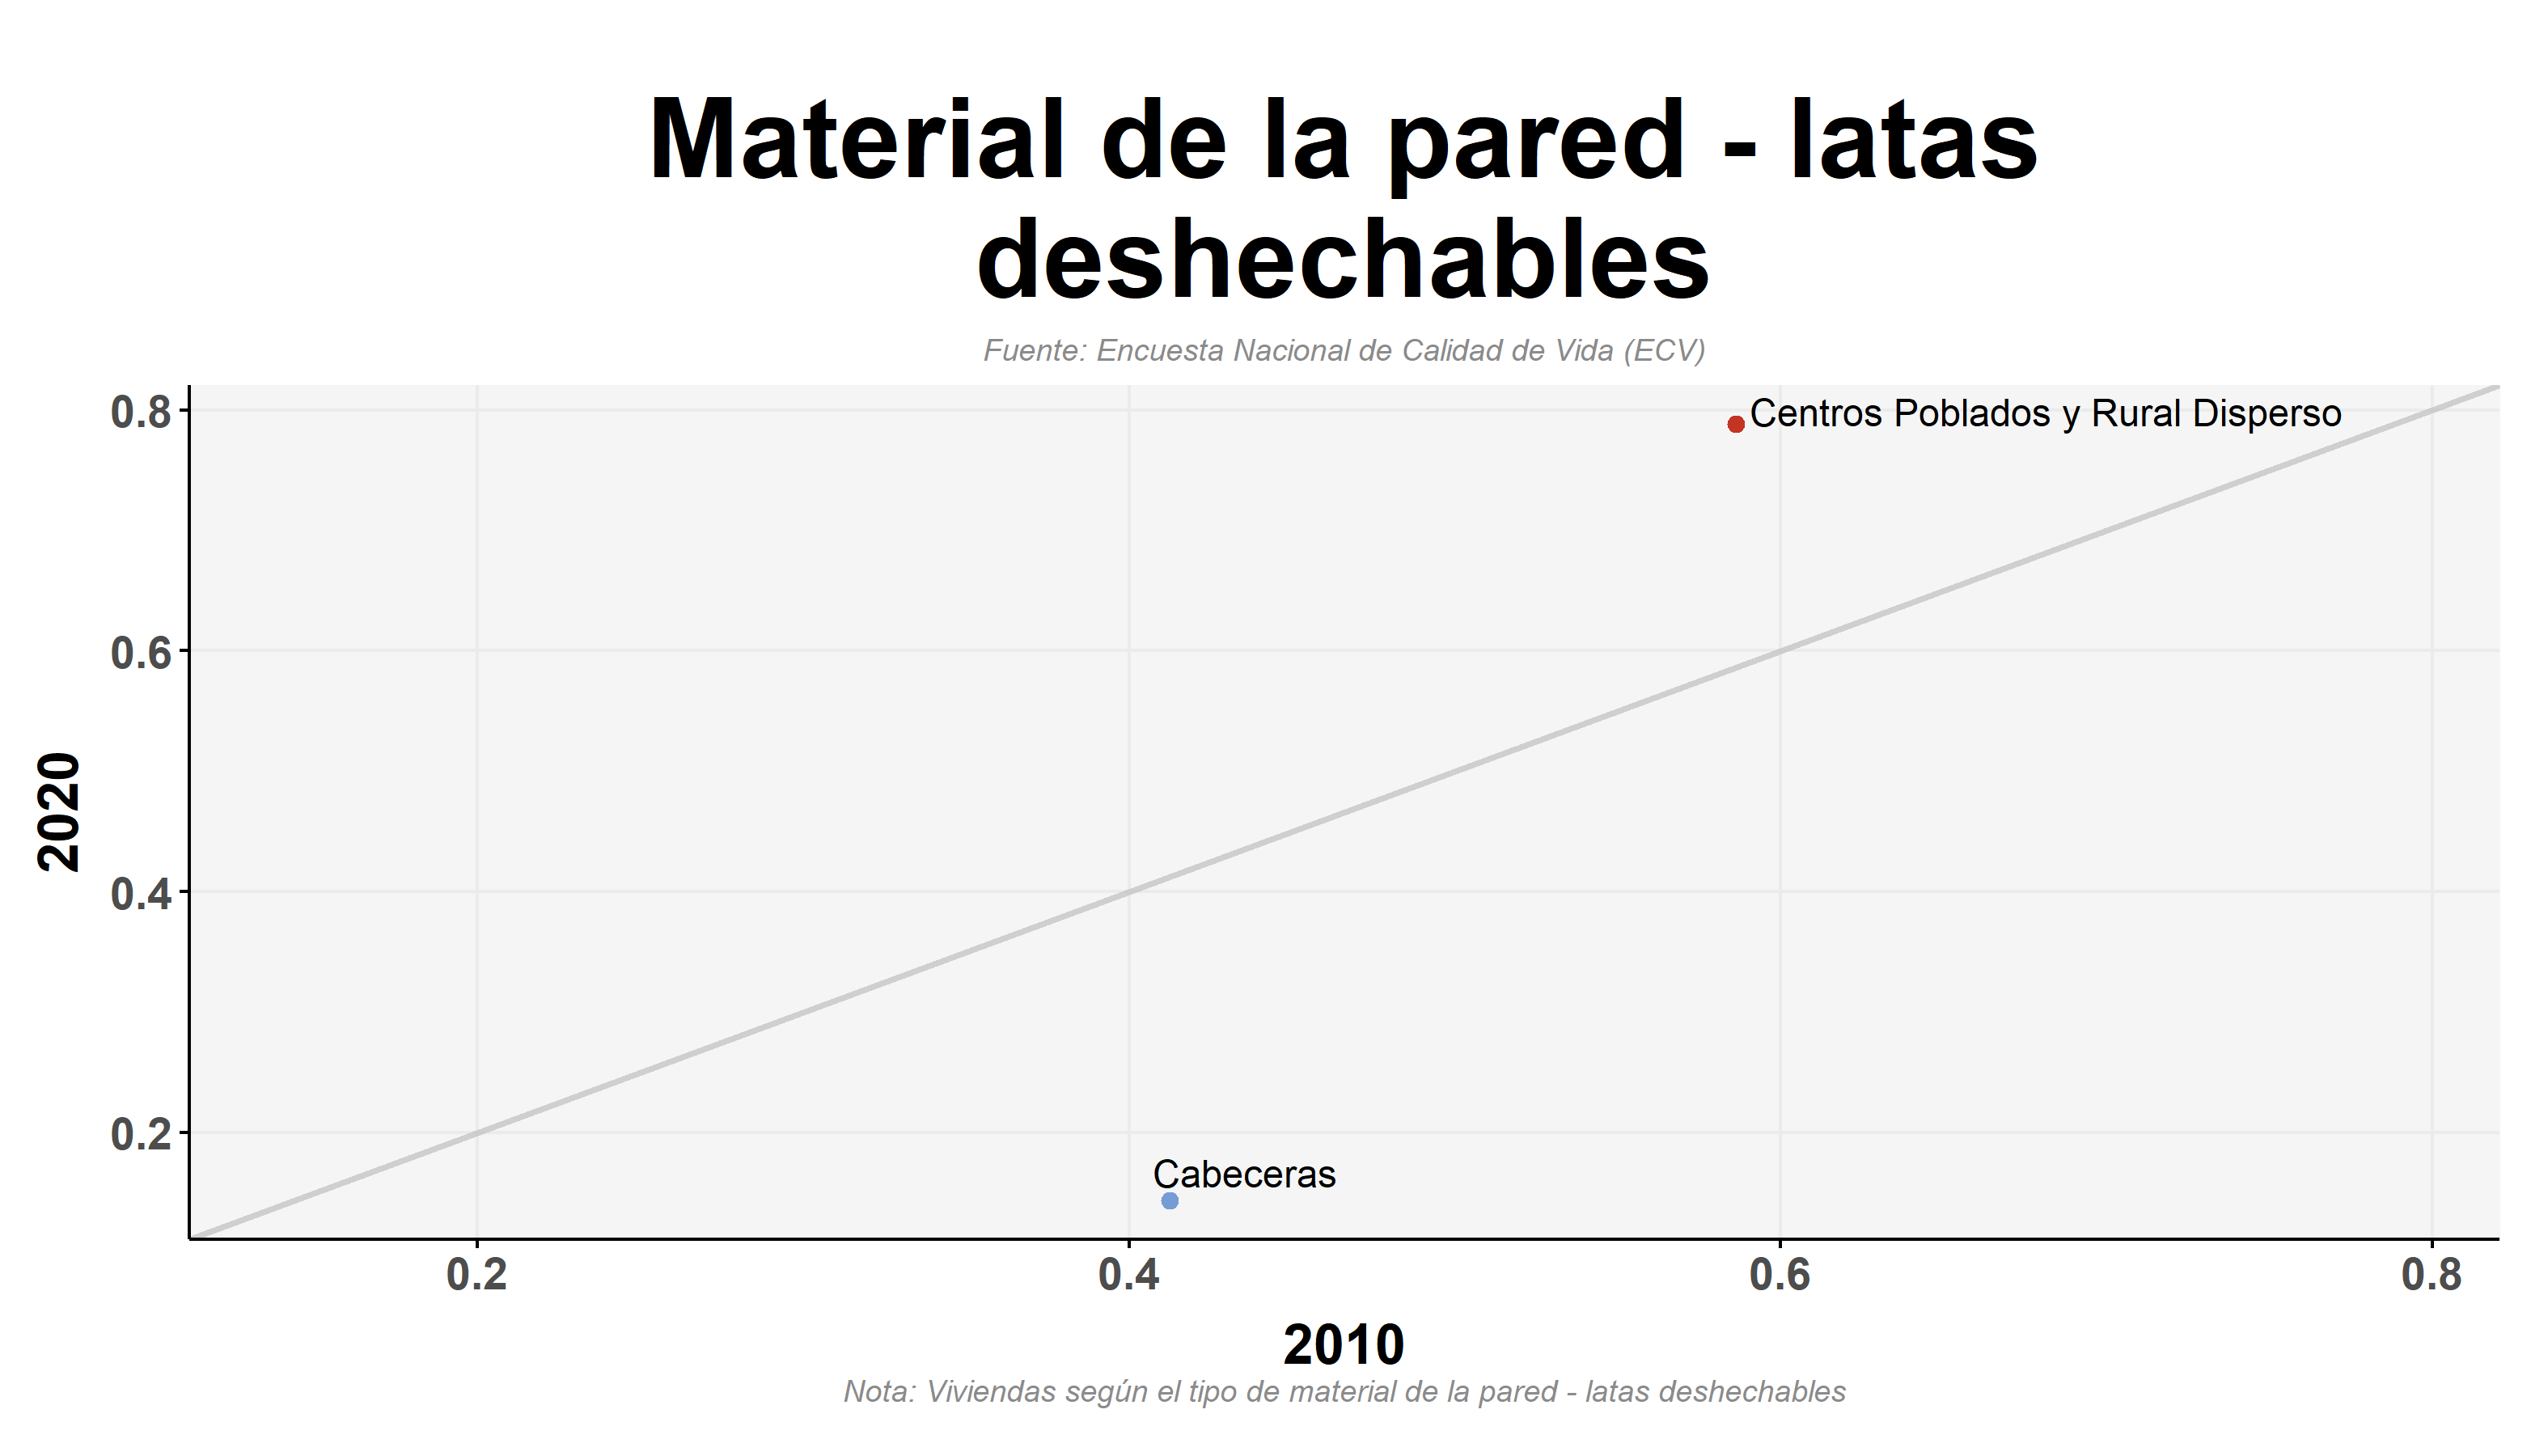 Material de la pared - latas
deshechables
Fuente: Encuesta Nacional de Calidad de Vida (ECV)
0.8
Centros Poblados y Rural Disperso
0.6
2020
0.4
0.2
Cabeceras
0.2
0.4
0.6
0.8
2010
Nota: Viviendas según el tipo de material de la pared - latas deshechables